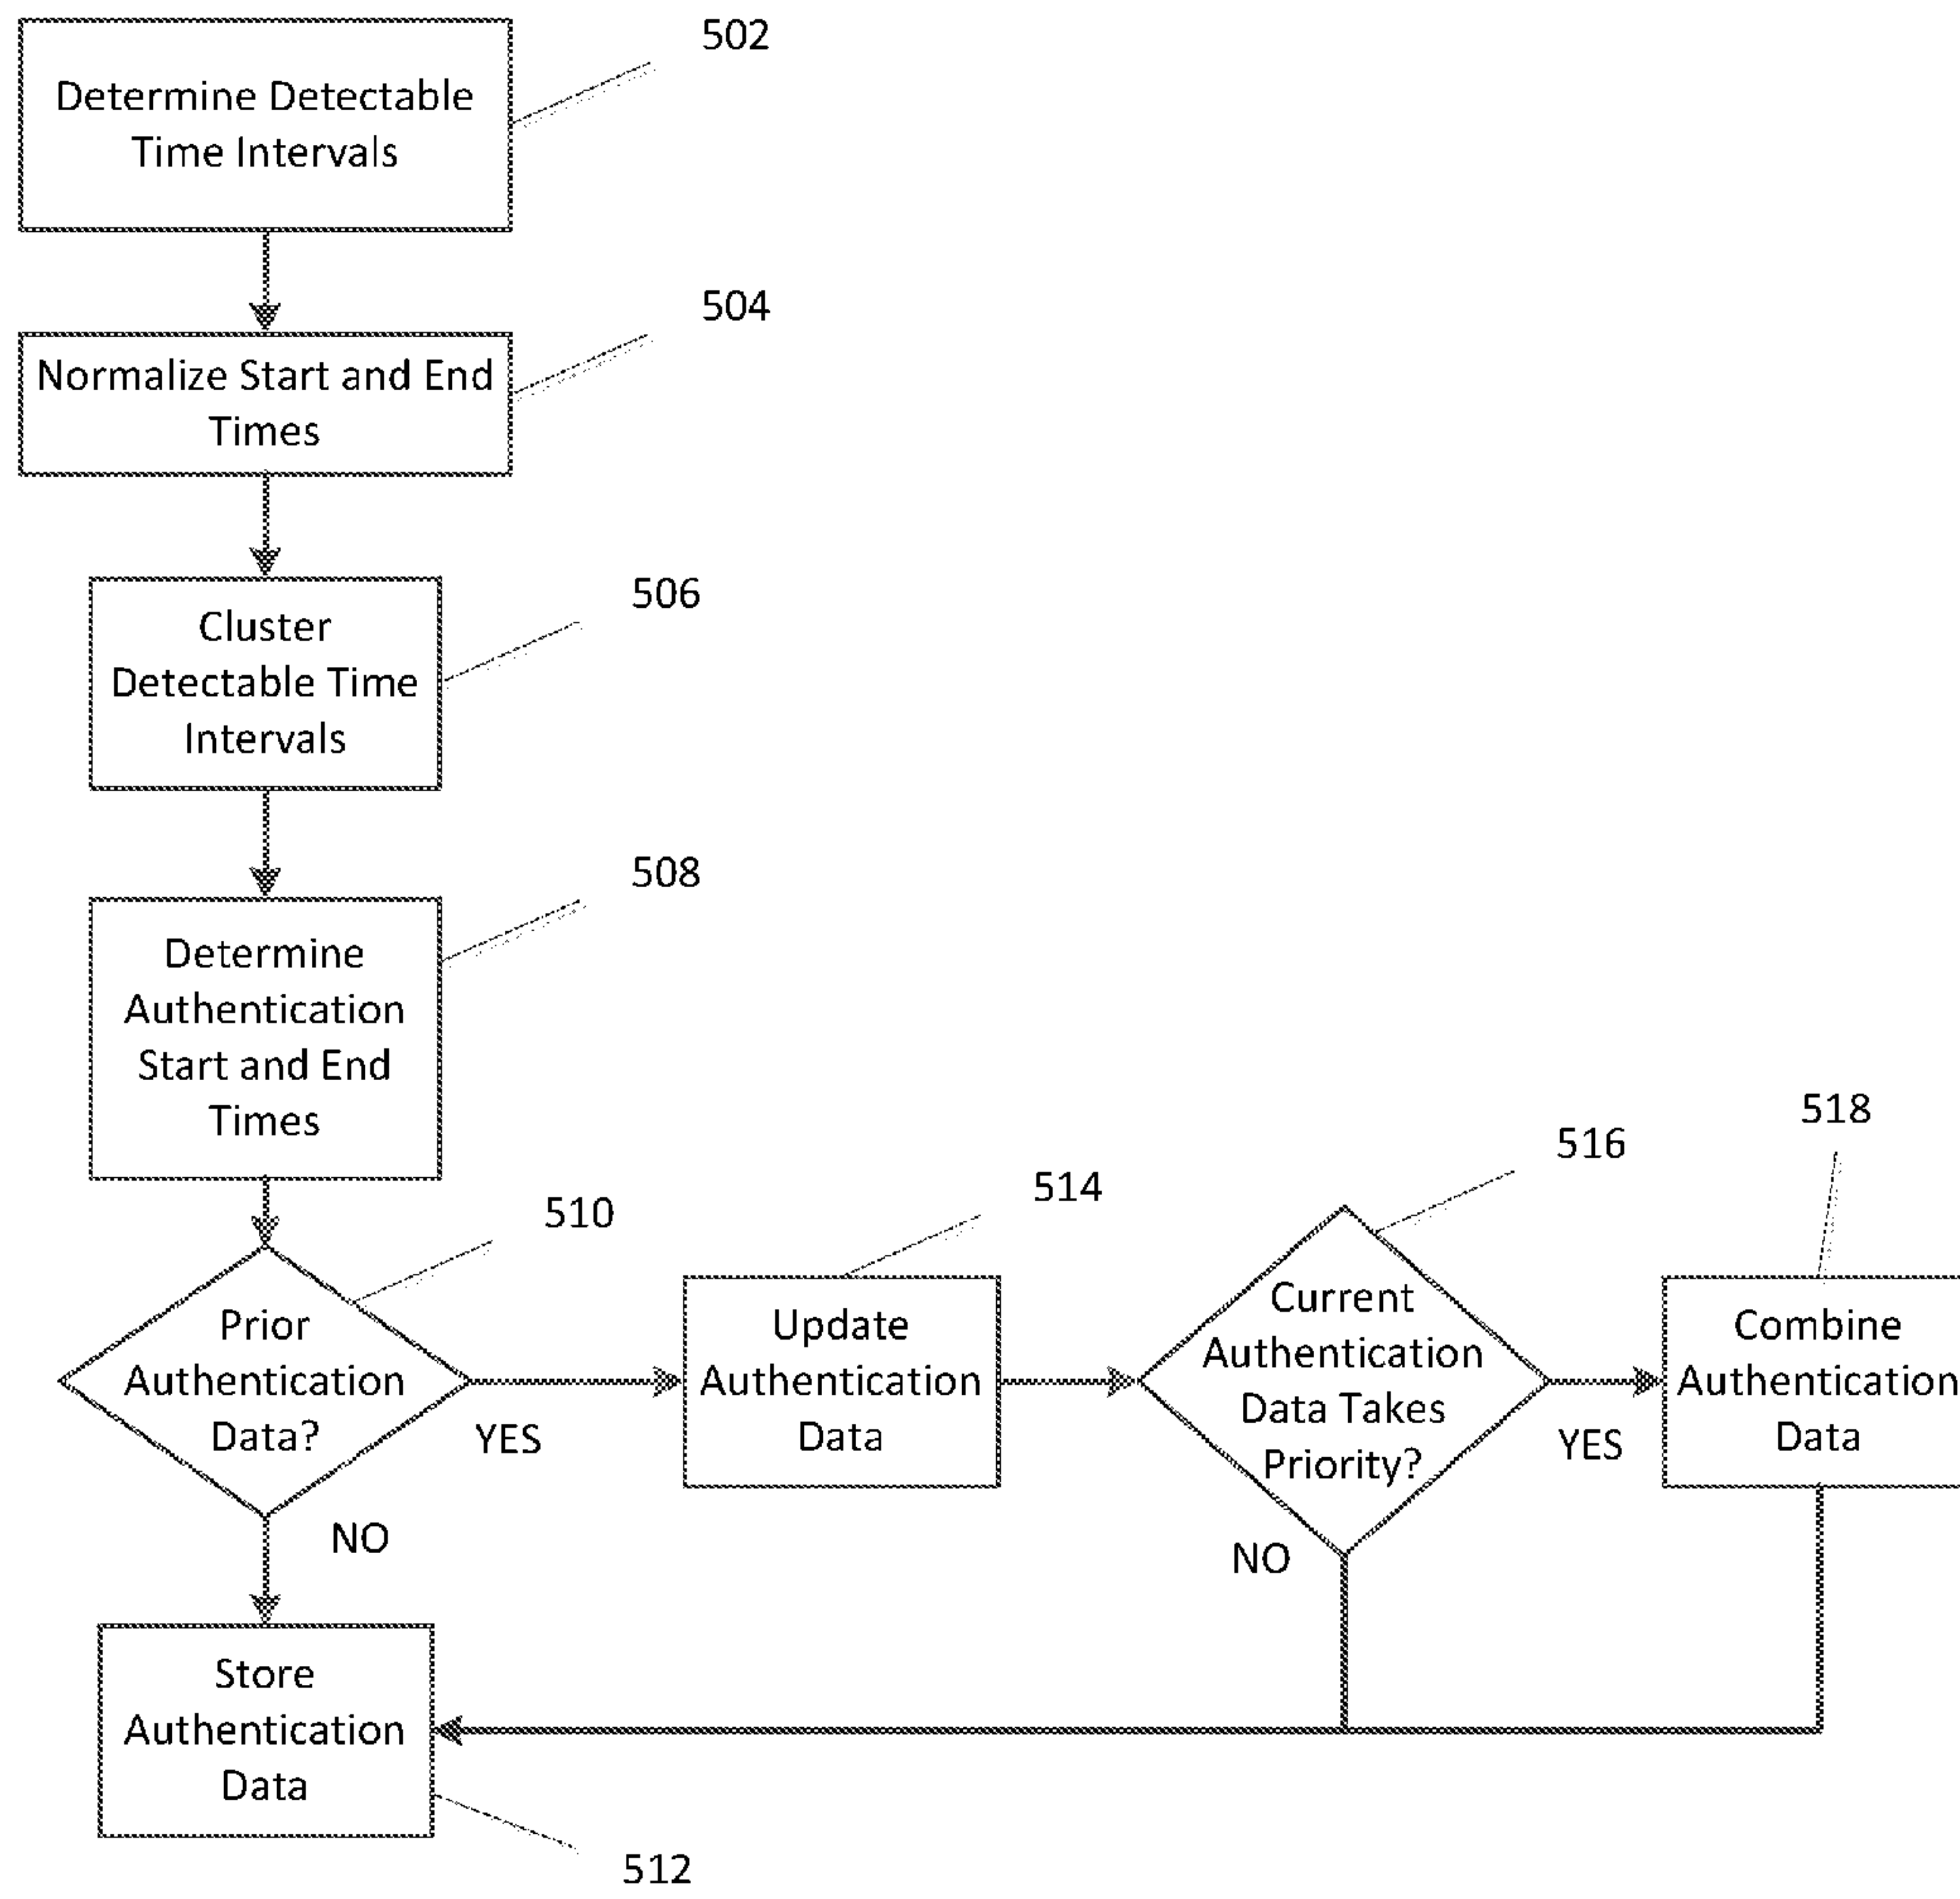 502
Determine Detectable
Time Intervals
504
Normalize Start and End
Times
506
Cluster
Detectable Time
Intervals
508
Determine
Authentication
Start and End
Times
510
Prior
Authentication
Data?
YES
NO
514
Update
Authentication
Data
516
Current
Authentication
Data Takes
Priority?
YES
NO
518
Combine
Authentication
Data
Store
Authentication
Data
512